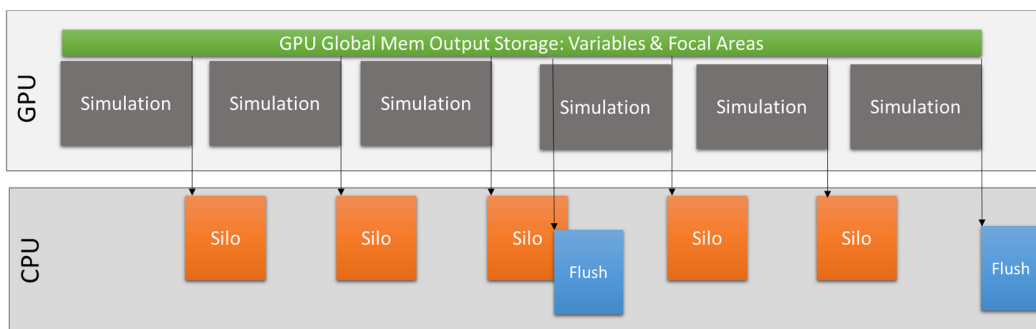 GPU Global Mem Output Storage: Variables & Focal Areas
GPU
Simulation
Simulation
Simulation
Simulation
Simulation
Simulation
CPU
Silo
Silo
Silo
Silo
Silo
Flush
Flush